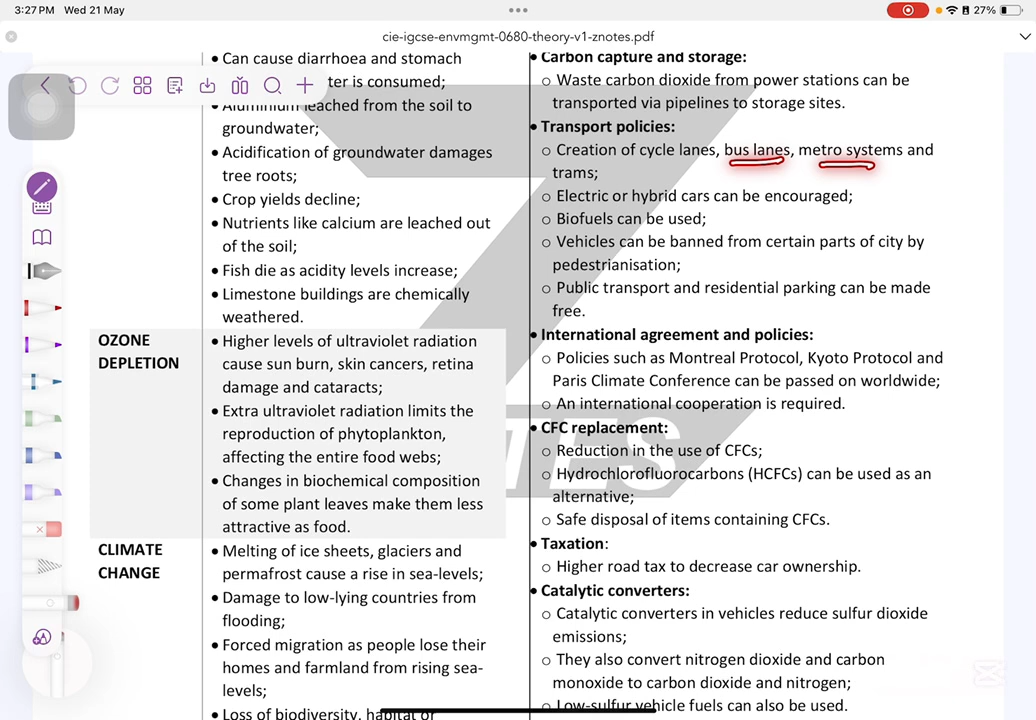 3:27 PM Wed 21 May
27%
cie-igcse-envmgmt-0680-theory-v1-znotes.pdf
• Can cause diarrhoea and stomach
ter is consumed;
• Aluminium leached from the soil to
groundwater;
• Acidification of groundwater damages
tree roots;
• Crop yields decline;
• Nutrients like calcium are leached out
of the soil;
• Fish die as acidity levels increase;
• Limestone buildings are chemically
weathered.
OZONE
DEPLETION
• Higher levels of ultraviolet radiation
cause sun burn, skin cancers, retina
damage and cataracts;
• Extra ultraviolet radiation limits the
reproduction of phytoplankton,
affecting the entire food webs;
• Changes in biochemical composition
of some plant leaves make them less
attractive as food.
CLIMATE
CHANGE
• Melting of ice sheets, glaciers and
permafrost cause a rise in sea-levels;
• Damage to low-lying countries from
flooding;
• Forced migration as people lose their
homes and farmland from rising sea-
levels;
• Loss of biodiversity, habitat or
• Carbon capture and storage:
o Waste carbon dioxide from power stations can be
transported via pipelines to storage sites.
• Transport policies:
o Creation of cycle lanes, bus lanes, metro systems and
trams;
o Electric or hybrid cars can be encouraged;
o Biofuels can be used;
o Vehicles can be banned from certain parts of city by
pedestrianisation;
o Public transport and residential parking can be made
free.
• International agreement and policies:
o Policies such as Montreal Protocol, Kyoto Protocol and
Paris Climate Conference can be passed on worldwide;
o An international cooperation is required.
• CFC replacement:
o Reduction in the use of CFCs;
o Hydrochlorofluorocarbons (HCFCs) can be used as an
alternative;
o Safe disposal of items containing CFCs.
• Taxation:
o Higher road tax to decrease car ownership.
• Catalytic converters:
o Catalytic converters in vehicles reduce sulfur dioxide
emissions;
o They also convert nitrogen dioxide and carbon
monoxide to carbon dioxide and nitrogen;
o Low-sulfur vehicle fuels can also be used.